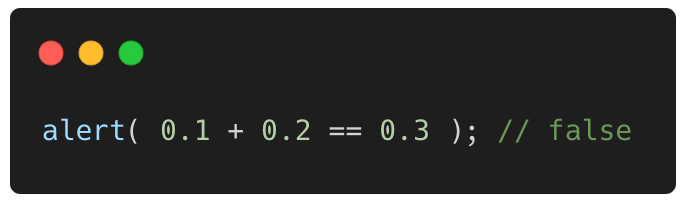 alert( 0.1 + 0.2 == 0.3 ); // false